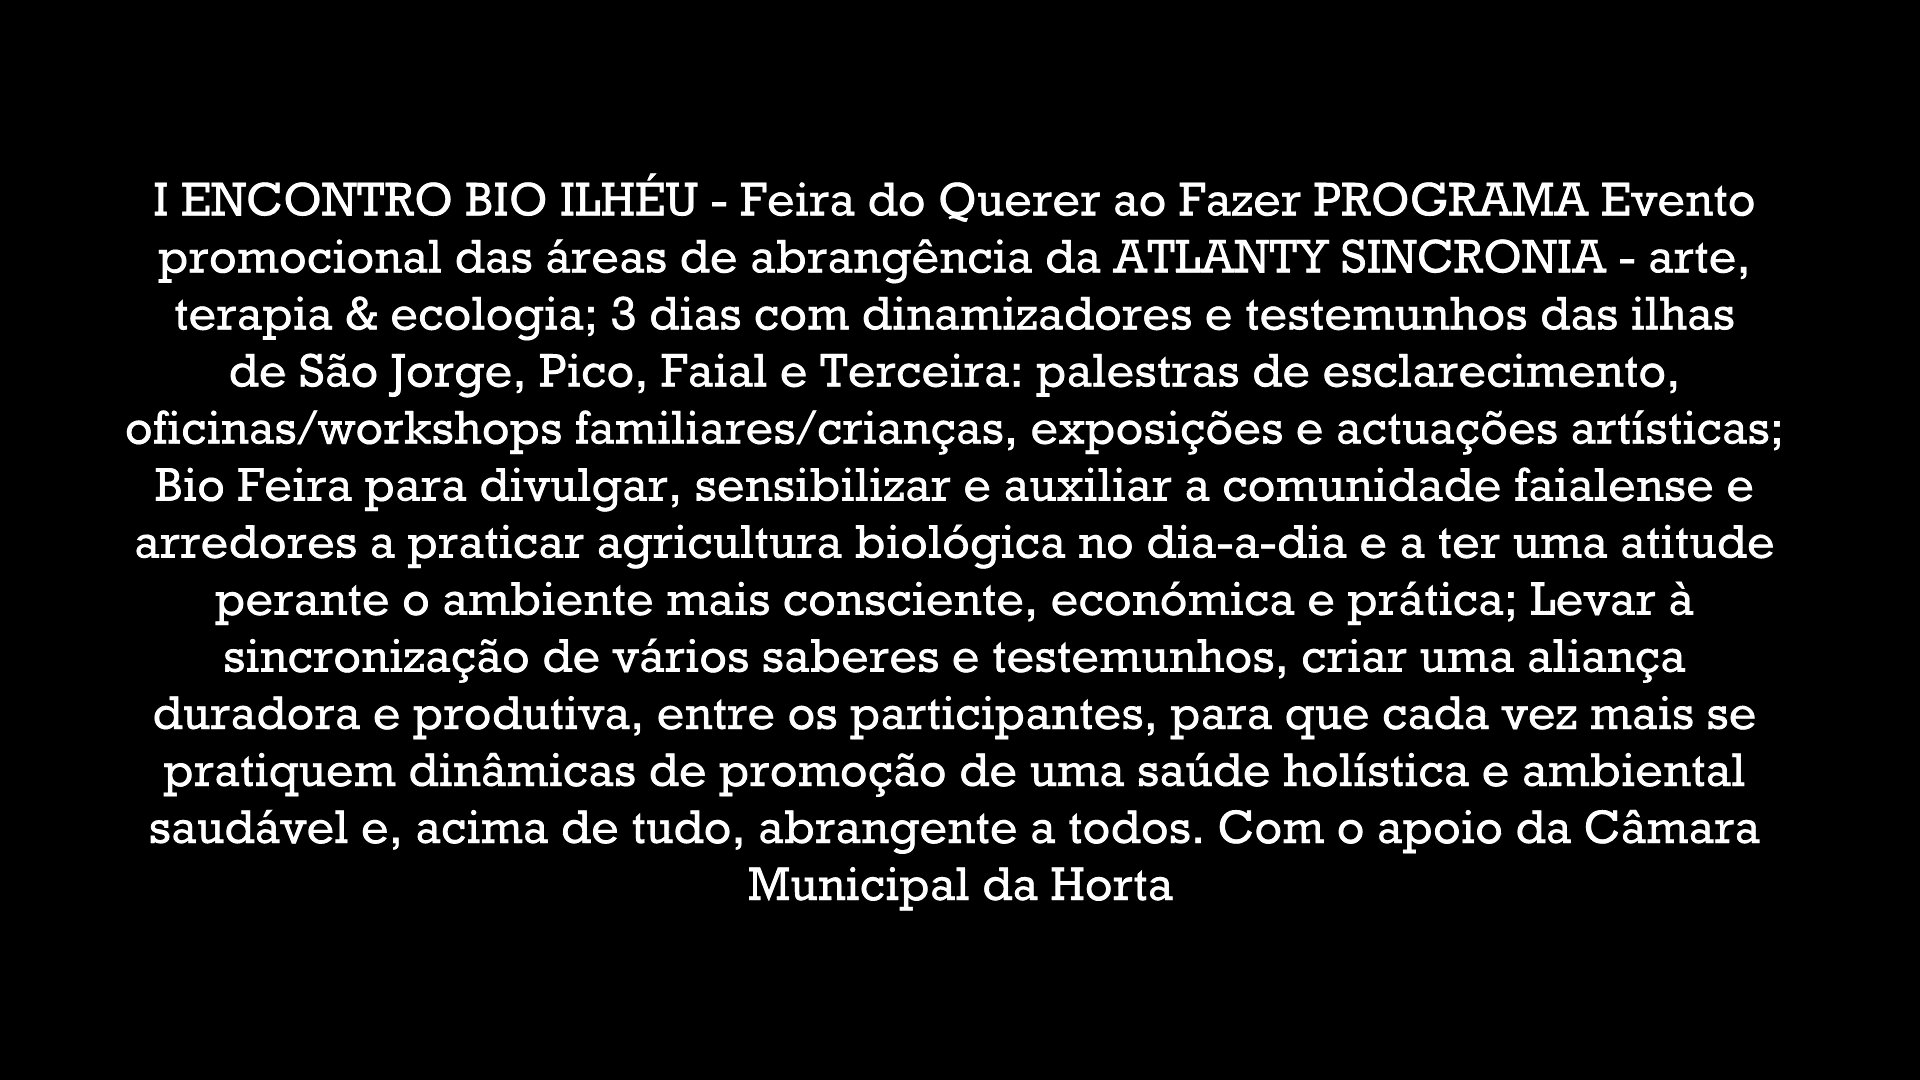 I ENCONTRO BIO ILHÉU - Feira do Querer ao Fazer PROGRAMA Evento
promocional das áreas de abrangência da ATLANTY SINCRONIA - arte,
terapia & ecologia; 3 dias com dinamizadores e testemunhos das ilhas
de São Jorge, Pico, Faial e Terceira: palestras de esclarecimento,
oficinas/workshops familiares/crianças, exposições e actuações artísticas;
Bio Feira para divulgar, sensibilizar e auxiliar a comunidade faialense e
arredores a praticar agricultura biológica no dia-a-dia e a ter uma atitude
perante o ambiente mais consciente, económica e prática; Levar à
sincronização de vários saberes e testemunhos, criar uma aliança
duradora e produtiva, entre os participantes, para que cada vez mais se
pratiquem dinâmicas de promoção de uma saúde holística e ambiental
saudável e, acima de tudo, abrangente a todos. Com o apoio da Câmara
Municipal da Horta